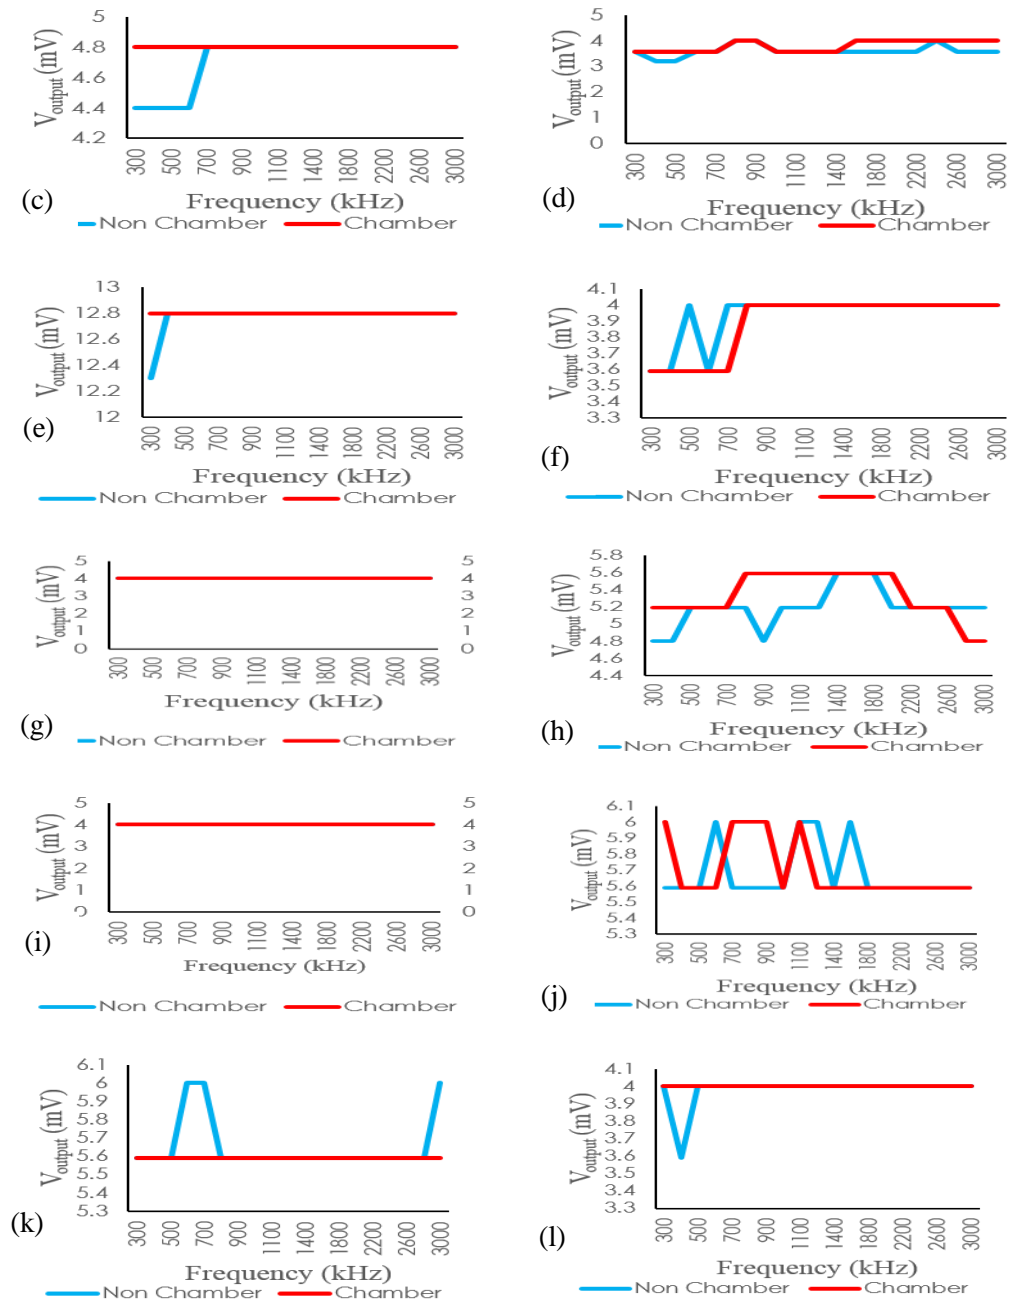 V_output (mV)
5
4.8
4.6
4.4
4.2
300 500 700 900 1100 1400 1800 2200 2600 3000
(c)
Frequency (kHz)
Non Chamber Chamber
V_output (mV)
5
4
3
2
1
0
300 500 700 900 1100 1400 1800 2200 2600 3000
(d)
Frequency (kHz)
Non Chamber Chamber
V_output (mV)
13
12.8
12.6
12.4
12.2
12
300 500 700 900 1100 1400 1800 2200 2600 3000
(e)
Frequency (kHz)
Non Chamber Chamber
V_output (mV)
4.1
4
3.9
3.8
3.7
3.6
3.5
3.4
3.3
300 500 700 900 1100 1400 1800 2200 2600 3000
(f)
Frequency (kHz)
Non Chamber Chamber
V_output (mV)
5 5
4 4
3 3
2 2
1 1
0 0
300 500 700 900 1100 1400 1800 2200 2600 3000
(g)
Frequency (kHz)
Non Chamber Chamber
V_output (mV)
5.8
5.6
5.4
5.2
5
4.8
4.6
4.4
300 500 700 900 1100 1400 1800 2200 2600 3000
(h)
Frequency (kHz)
Non Chamber Chamber
V_output (mV)
5 5
4 4
3 3
2 2
1 1
0 0
300 500 700 900 1100 1400 1800 2200 2600 3000
(i)
Frequency (kHz)
Non Chamber Chamber
V_output (mV)
6.1
6
5.9
5.8
5.7
5.6
5.5
5.4
5.3
300 500 700 900 1100 1400 1800 2200 2600 3000
(j)
Frequency (kHz)
Non Chamber Chamber
V_output (mV)
6.1
6
5.9
5.8
5.7
5.6
5.5
5.4
5.3
300 500 700 900 1100 1400 1800 2200 2600 3000
(k)
Frequency (kHz)
Non Chamber Chamber
V_output (mV)
4.1
4
3.9
3.8
3.7
3.6
3.5
3.4
3.3
300 500 700 900 1100 1400 1800 2200 2600 3000
(l)
Frequency (kHz)
Non Chamber Chamber